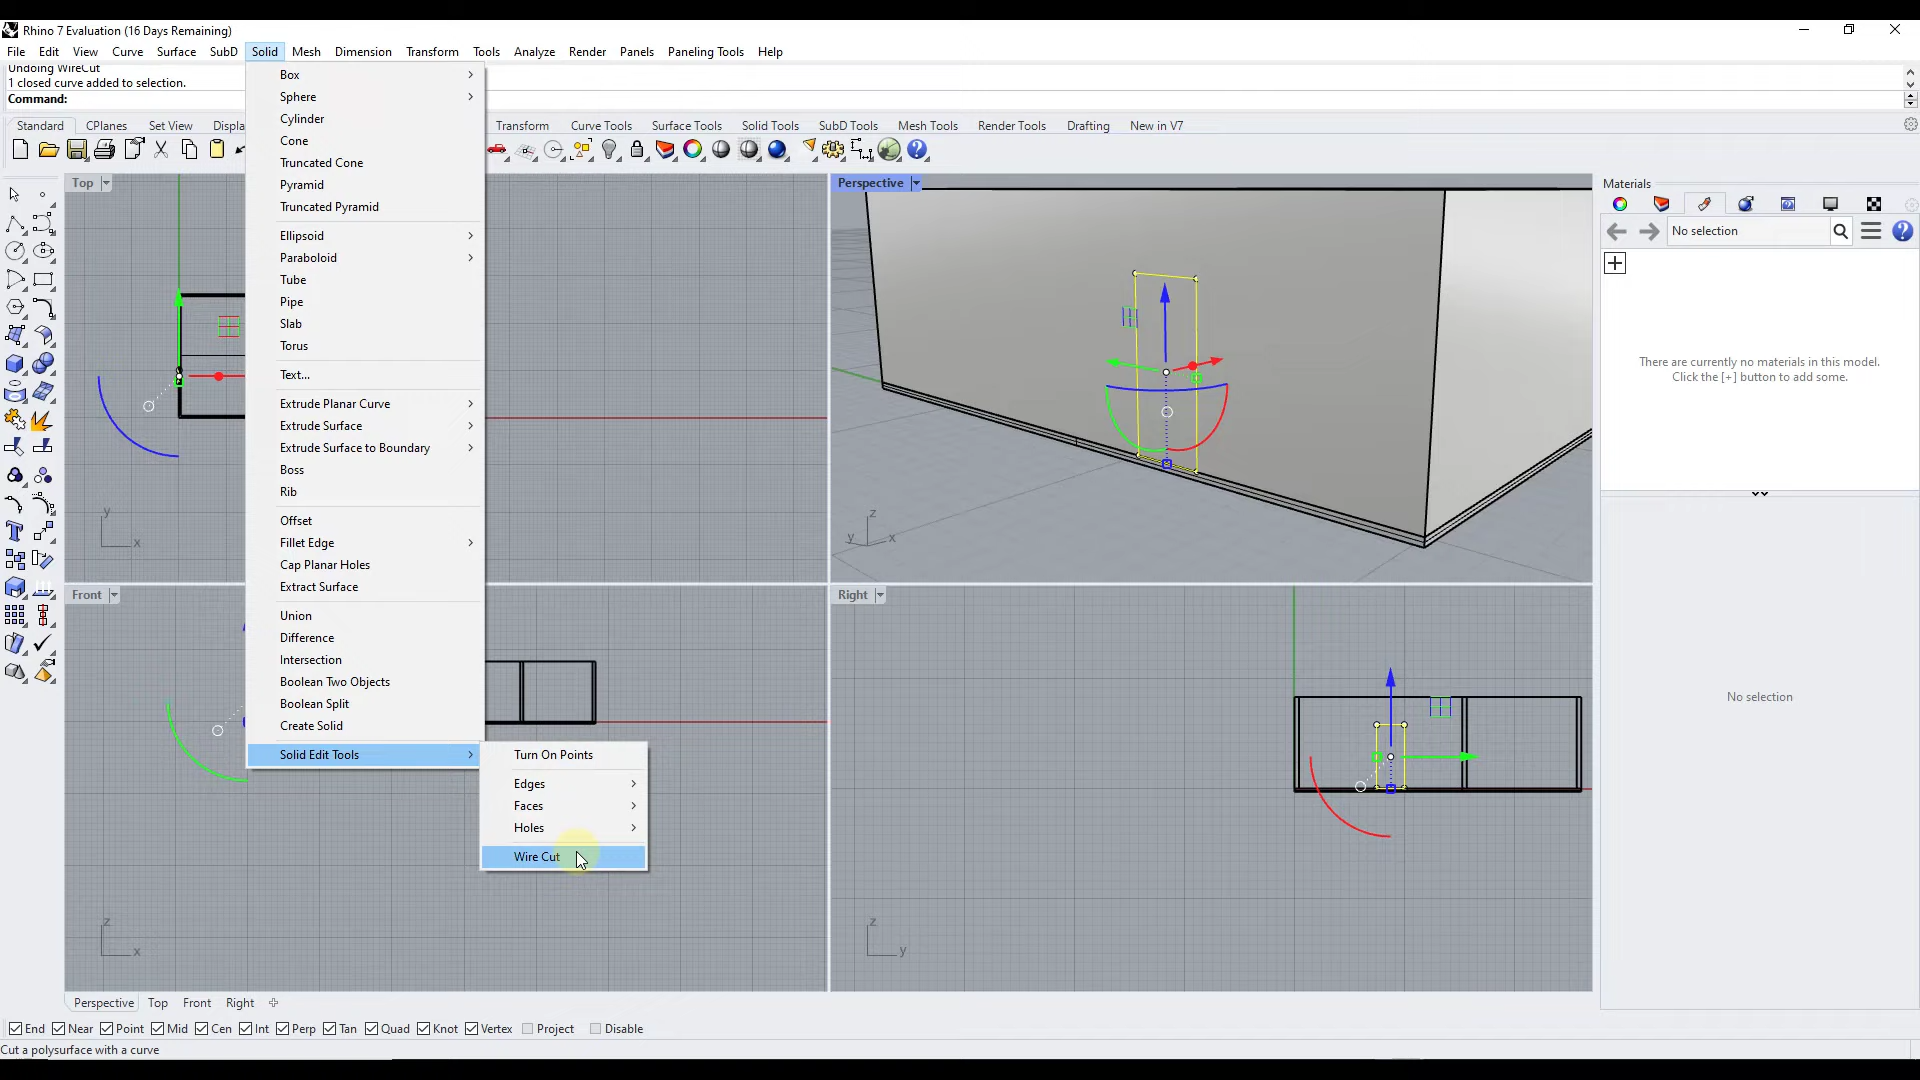 Rhino 7 Evaluation (16 Days Remaining)
File Edit View Curve Surface SubD Solid Mesh Dimension Transform Tools Analyze Render Panels Paneling Tools Help
Undoing WireCut
1 closed curve added to selection.
Command:
Standard CPlanes Set View Displa Transform Curve Tools Surface Tools Solid Tools SubD Tools Mesh Tools Render Tools Drafting New in V7
Box
Sphere
Cylinder
Cone
Truncated Cone
Pyramid
Truncated Pyramid
Ellipsoid
Paraboloid
Tube
Pipe
Slab
Torus
Text...
Extrude Planar Curve
Extrude Surface
Extrude Surface to Boundary
Boss
Rib
Offset
Fillet Edge
Cap Planar Holes
Extract Surface
Union
Difference
Intersection
Boolean Two Objects
Boolean Split
Create Solid
Solid Edit Tools
Turn On Points
Edges
Faces
Holes
Wire Cut
Top
y
x
Perspective
z
y
x
Front
z
x
Right
z
y
Materials
No selection
There are currently no materials in this model.
Click the [+] button to add some.
No selection
Perspective Top Front Right
End Near Point Mid Cen Int Perp Tan Quad Knot Vertex Project Disable
Cut a polysurface with a curve